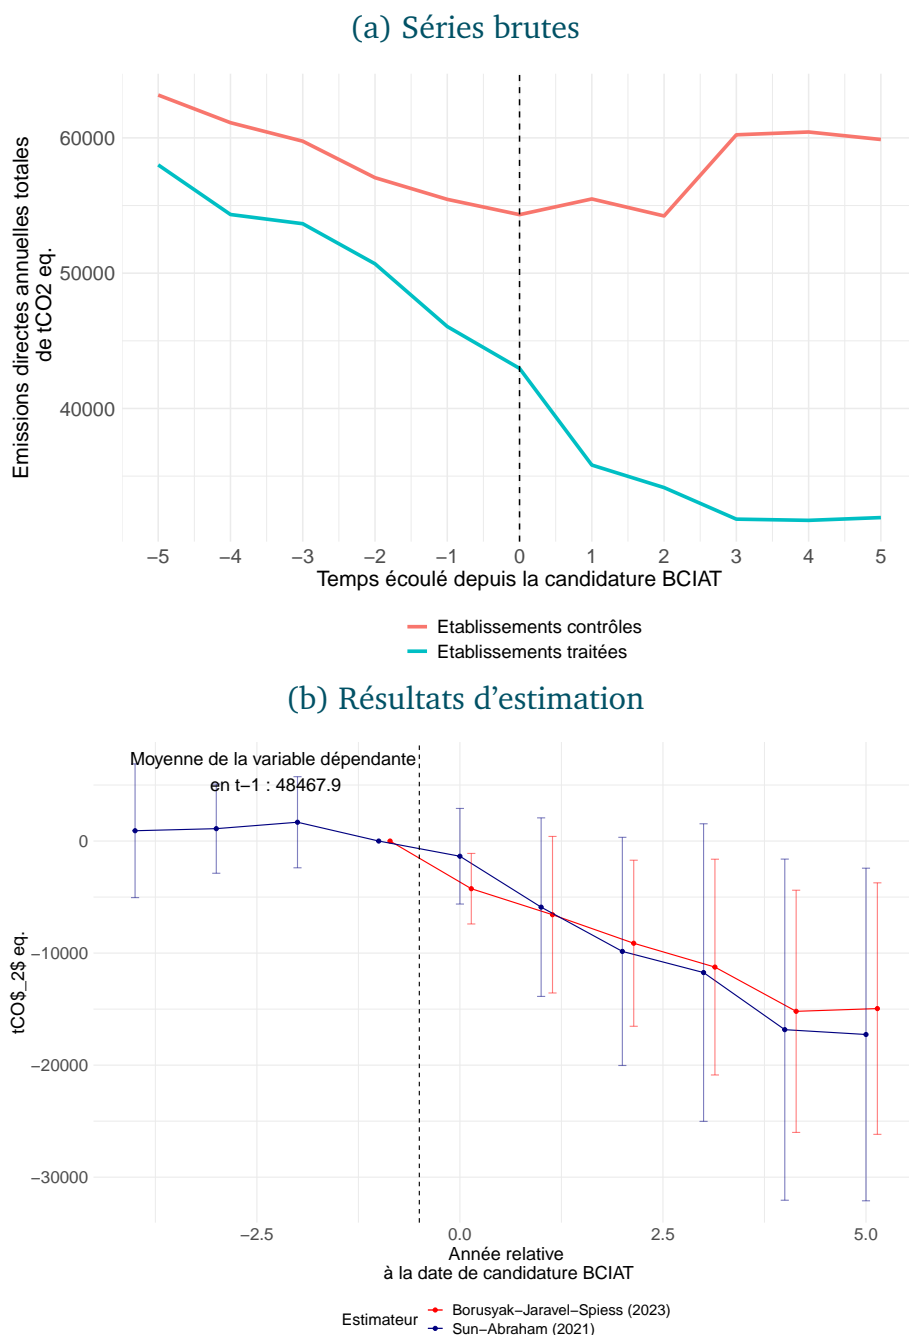 (a) Séries brutes
Emissions directes annuelles totales
de tCO2 eq.
60000
50000
40000
−5 −4 −3 −2 −1 0 1 2 3 4 5
Temps écoulé depuis la candidature BCIAT
Etablissements contrôles
Etablissements traitées
(b) Résultats d'estimation
Moyenne de la variable dépendante
en t−1 : 48467.9
tCO$_2$ eq.
0
−10000
−20000
−30000
−2.5 0.0 2.5 5.0
Année relative
à la date de candidature BCIAT
Estimateur
Borusyak−Jaravel−Spiess (2023)
Sun−Abraham (2021)